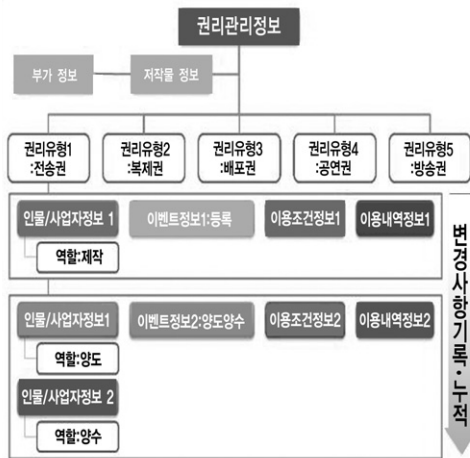 권리관리정보
부가 정보
저작물 정보
권리유형1
:전송권
권리유형2
:복제권
권리유형3
:배포권
권리유형4
:공연권
권리유형5
:방송권
인물/사업자정보 1
이벤트정보1:등록
이용조건정보1
이용내역정보1
역할:제작
인물/사업자정보1
이벤트정보2:양도양수
이용조건정보2
이용내역정보2
역할:양도
인물/사업자정보 2
역할:양수
변경사항기록·누적